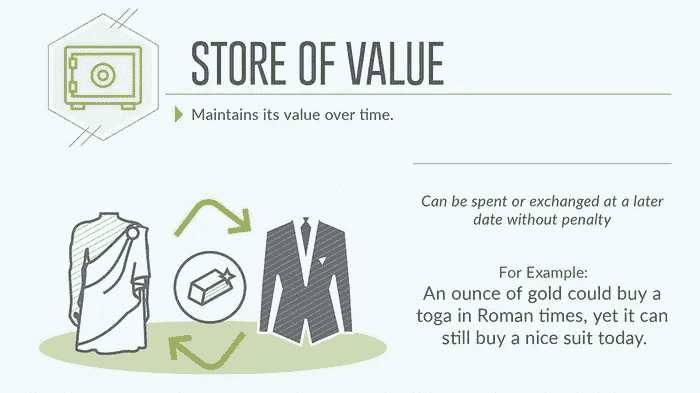 STORE OF VALUE
Maintains its value over time.
Can be spent or exchanged at a later
date without penalty
For Example:
An ounce of gold could buy a
toga in Roman times, yet it can
still buy a nice suit today.